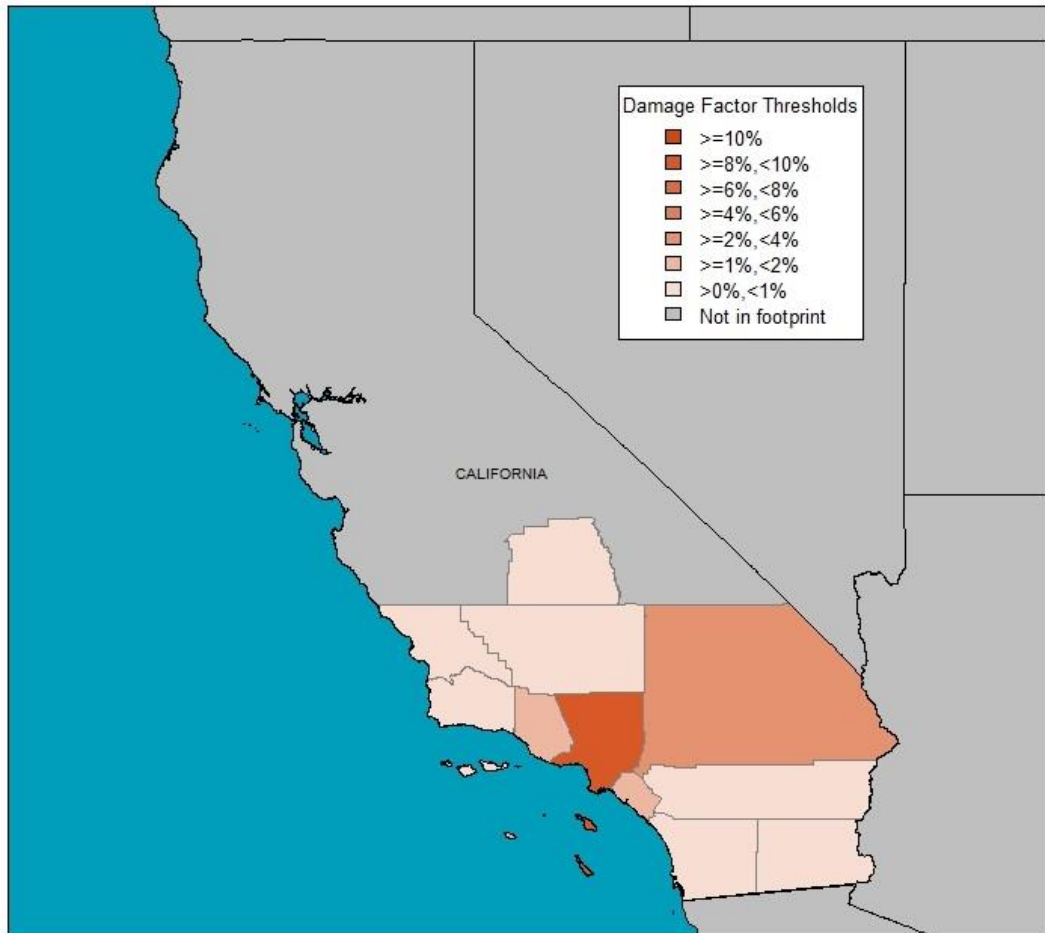 Damage Factor Thresholds
>=10%
>=8%,<10%
>=6%,<8%
>=4%,<6%
>=2%,<4%
>=1%,<2%
>0%,<1%
Not in footprint
CALIFORNIA